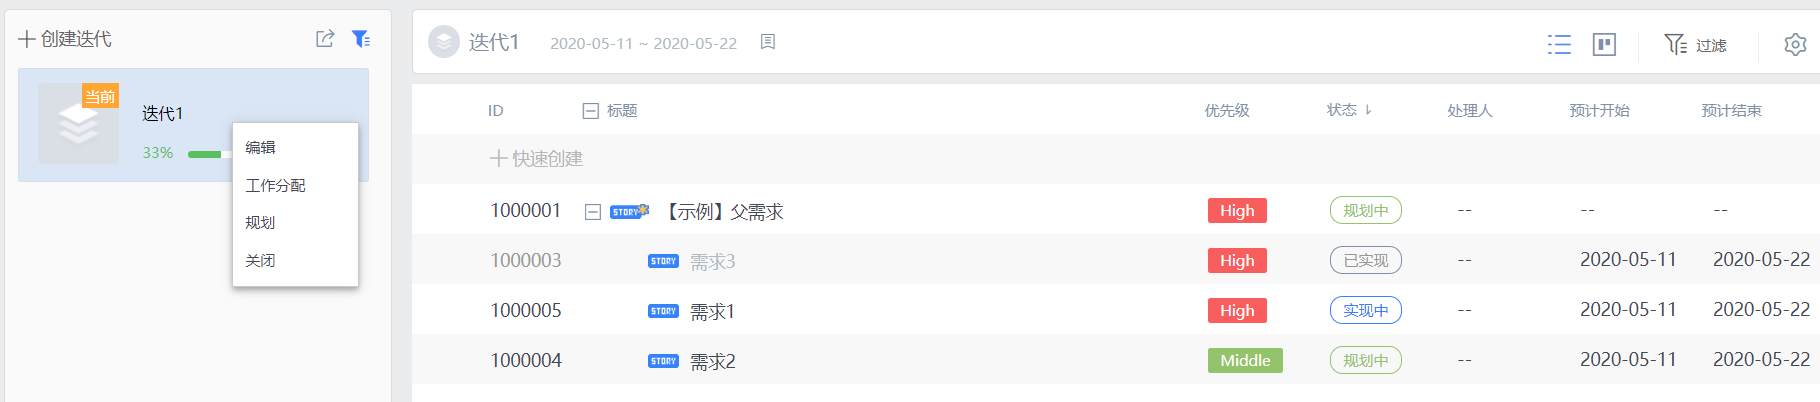 创建迭代
当前
迭代1
33%
编辑
工作分配
规划
关闭
迭代1 2020-05-11 ~ 2020-05-22
过滤
ID 标题 优先级 状态 处理人 预计开始 预计结束
快速创建
1000001 STORY 【示例】父需求 High 规划中 -- -- --
1000003 STORY 需求3 High 已实现 -- 2020-05-11 2020-05-22
1000005 STORY 需求1 High 实现中 -- 2020-05-11 2020-05-22
1000004 STORY 需求2 Middle 规划中 -- 2020-05-11 2020-05-22